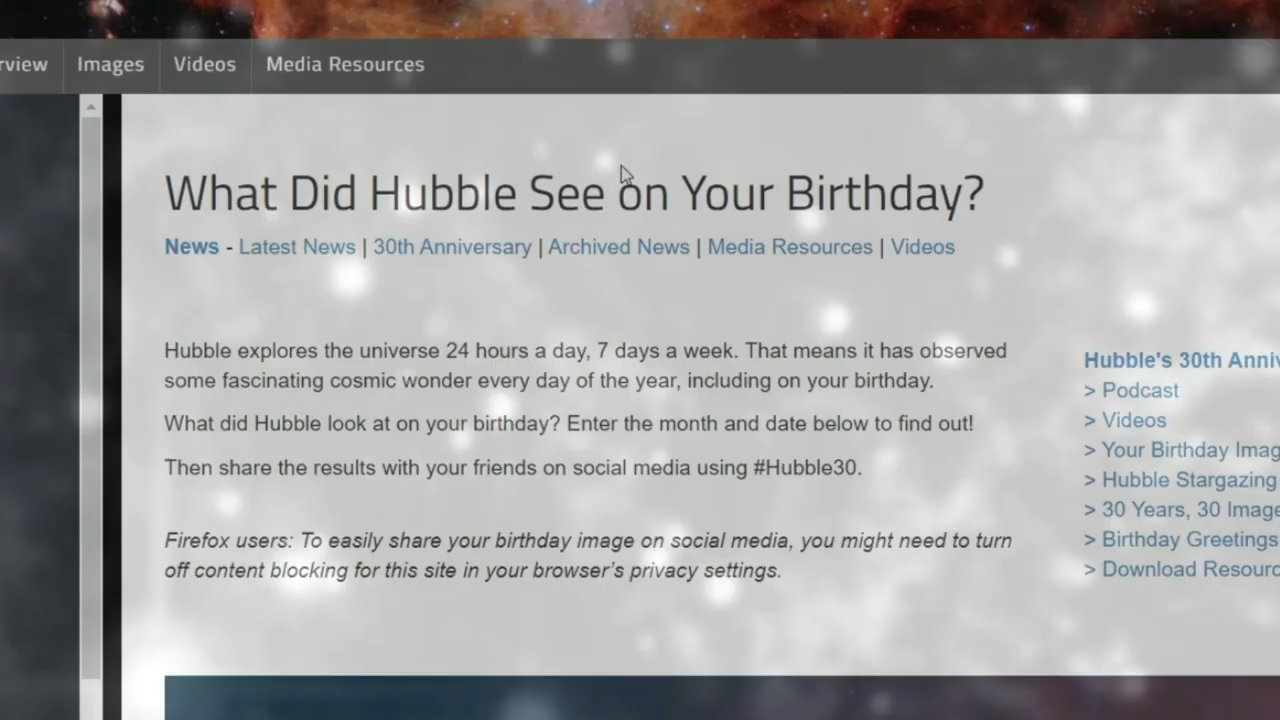 Images
Videos
Media Resources
What Did Hubble See on Your Birthday?
News - Latest News | 30th Anniversary | Archived News | Media Resources | Videos
Hubble explores the universe 24 hours a day, 7 days a week. That means it has observed
some fascinating cosmic wonder every day of the year, including on your birthday.
What did Hubble look at on your birthday? Enter the month and date below to find out!
Then share the results with your friends on social media using #Hubble30.
Firefox users: To easily share your birthday image on social media, you might need to turn
off content blocking for this site in your browser's privacy settings.
Hubble's 30th
> Podcast
> Videos
> Your Birthday
> Hubble Stargazing
> 30 Years, 30
> Birthday Greetings
> Download